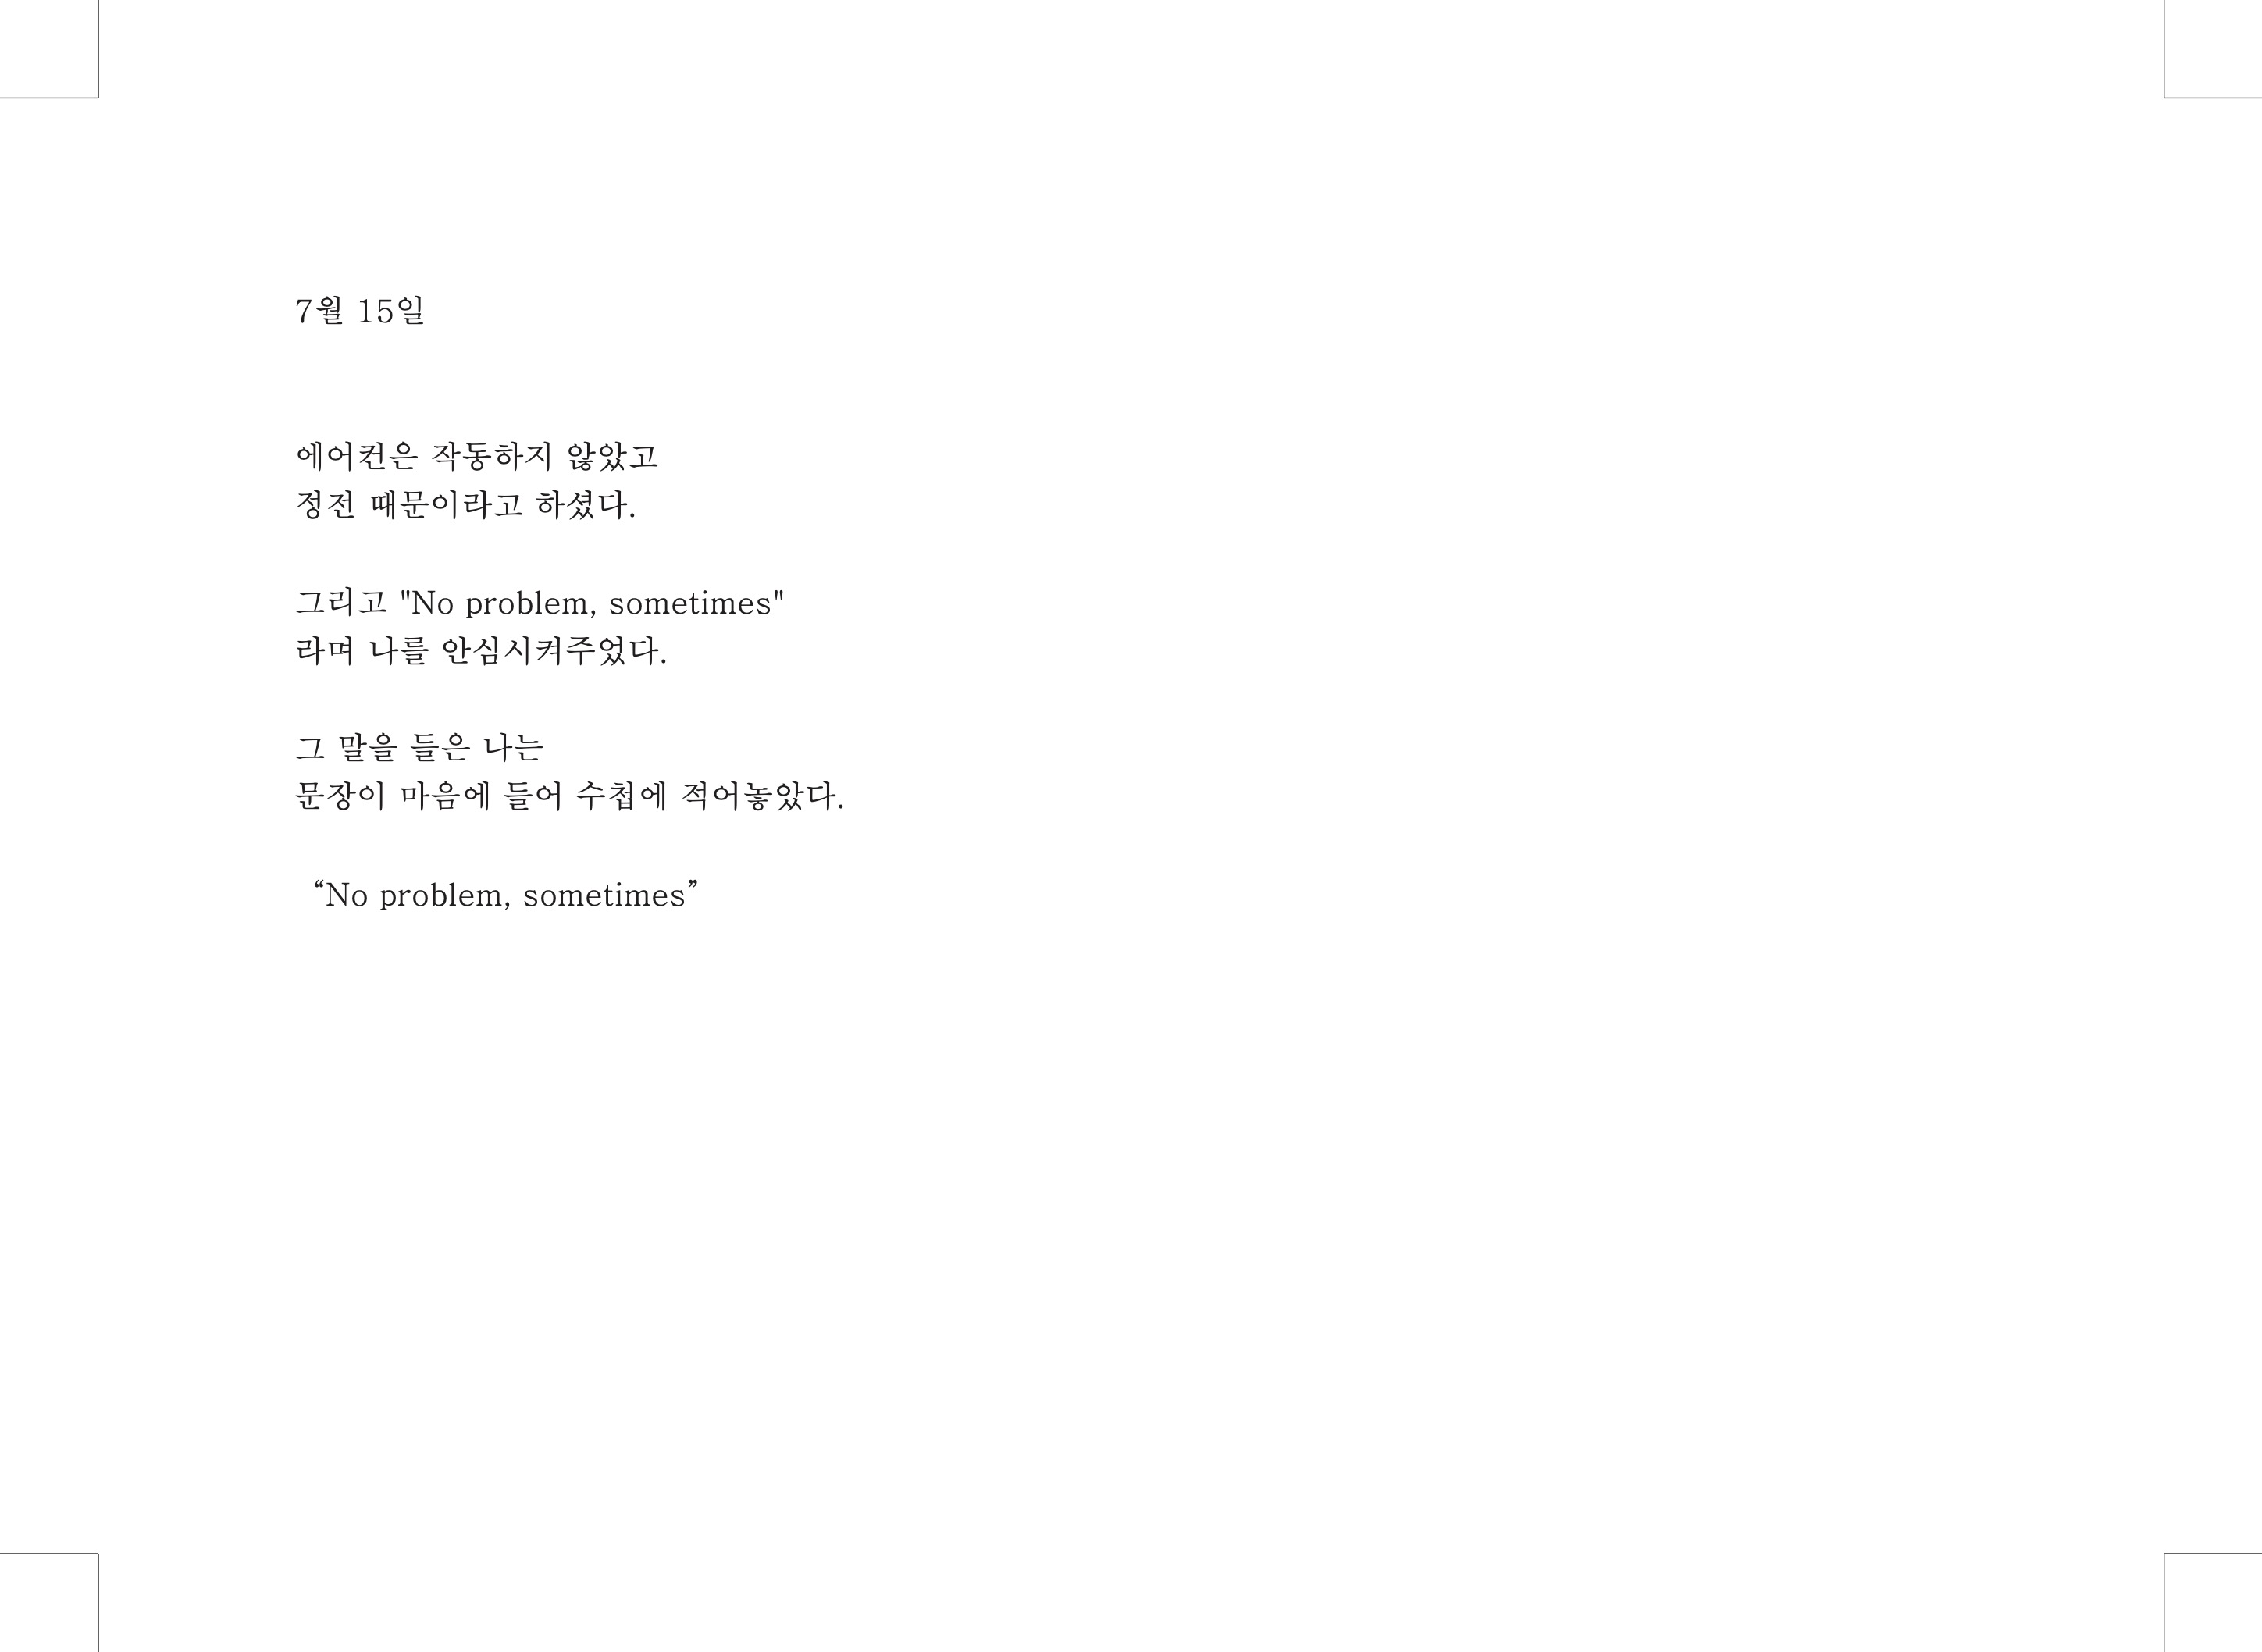 7월 15일
에어컨은 작동하지 않았고
정전 때문이라고 하셨다.
그리고 "No problem, sometimes"
라며 나를 안심시켜주었다.
그 말을 들은 나는
문장이 마음에 들어 수첩에 적어놓았다.
“No problem, sometimes”